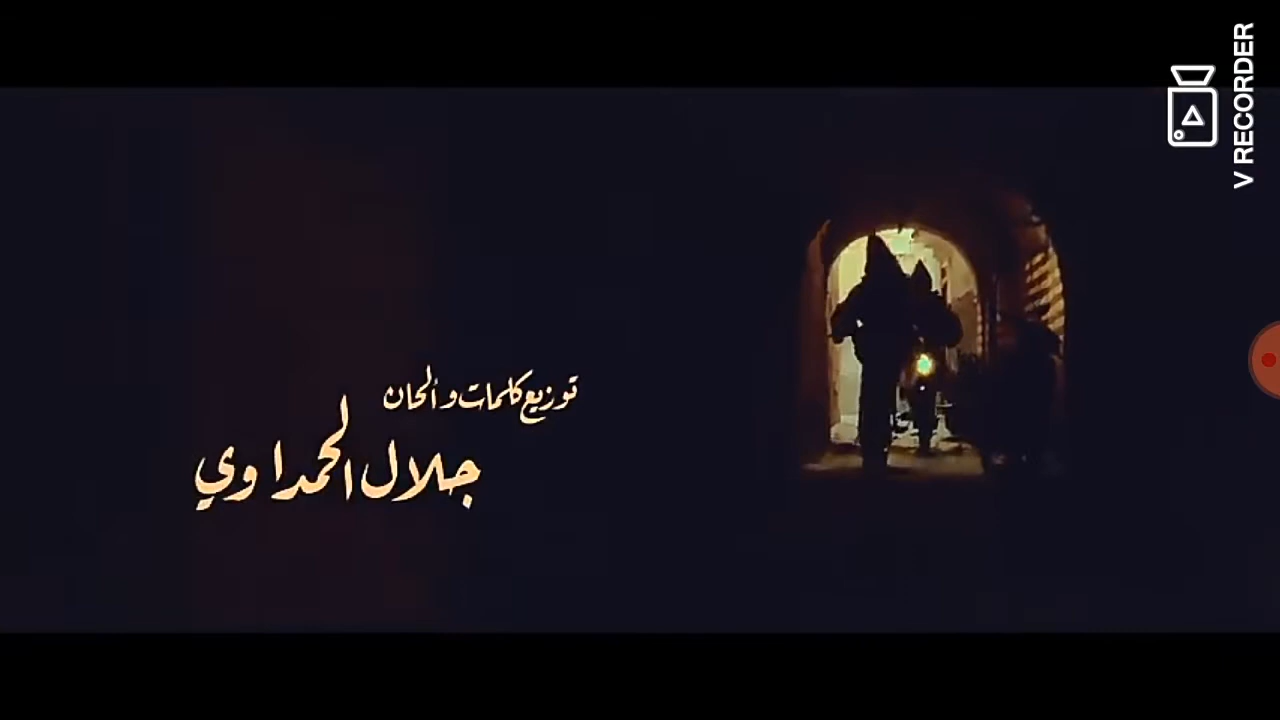 توزيع كلمات و ألحان
جلال الحمداوي
V RECORDER